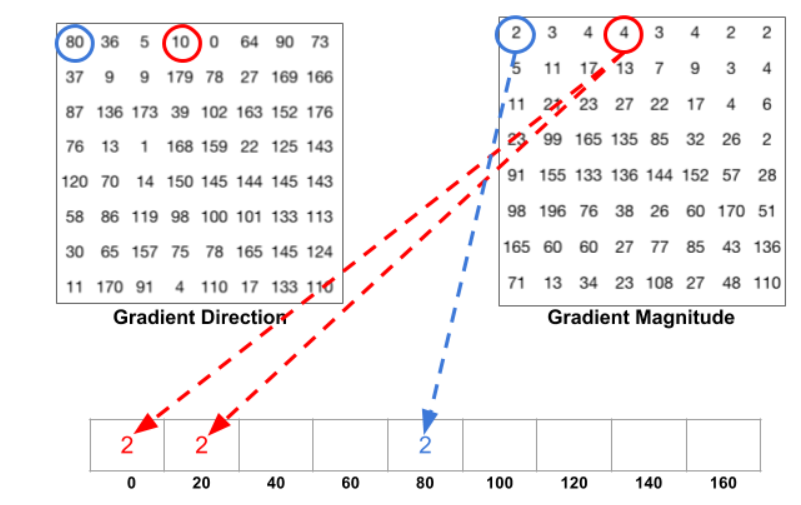 80 36 5 10 0 64 90 73
37 9 9 179 78 27 169 166
87 136 173 39 102 163 152 176
76 13 1 168 159 22 125 143
120 70 14 150 145 144 145 143
58 86 119 98 100 101 133 113
30 65 157 75 78 165 145 124
11 170 91 4 110 17 133 110
Gradient Direction
2 3 4 4 3 4 2 2
5 11 17 13 7 9 3 4
11 21 23 27 22 17 4 6
23 99 165 135 85 32 26 2
91 155 133 136 144 152 57 28
98 196 76 38 26 60 170 51
165 60 60 27 77 85 43 136
71 13 34 23 108 27 48 110
Gradient Magnitude
2 2 2
0 20 40 60 80 100 120 140 160